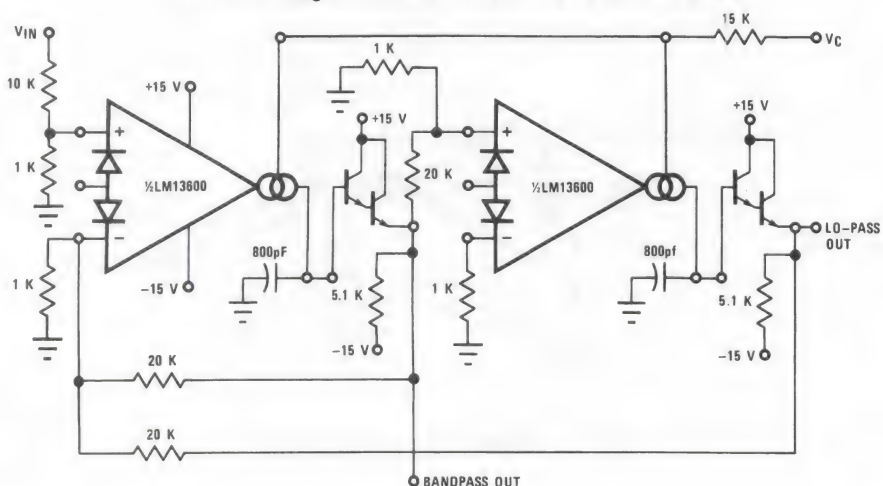 15 K
VIN
VC
1 K
10 K
+15 V
+15 V
+15 V
+
+
½LM13600
20 K
½LM13600
1 K
LO-PASS
OUT
−
−
800pF
800pf
1 K
−15 V
5.1 K
1 K
5.1 K
−15 V
−15 V
20 K
20 K
BANDPASS OUT